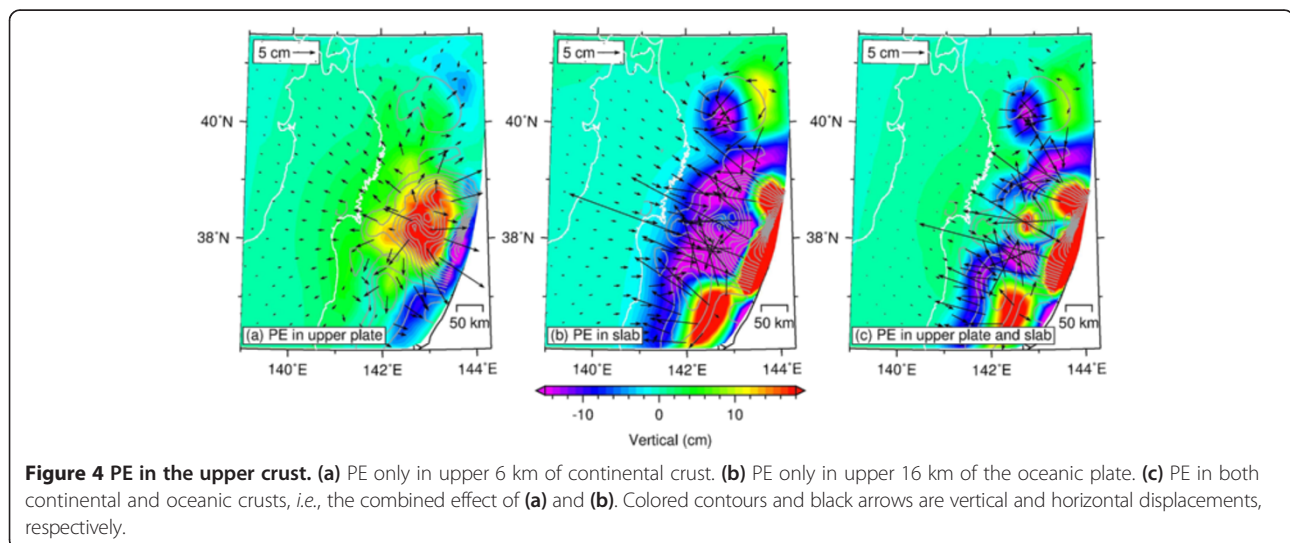 5 cm
5 cm
5 cm
40°N
40°N
40°N
38°N
38°N
38°N
50 km
50 km
50 km
(a) PE in upper plate
(b) PE in slab
(c) PE in upper plate and slab
140°E 142°E 144°E
140°E 142°E 144°E
140°E 142°E 144°E
-10 0 10
Vertical (cm)
Figure 4 PE in the upper crust. (a) PE only in upper 6 km of continental crust. (b) PE only in upper 16 km of the oceanic plate. (c) PE in both
continental and oceanic crusts, i.e., the combined effect of (a) and (b). Colored contours and black arrows are vertical and horizontal displacements,
respectively.